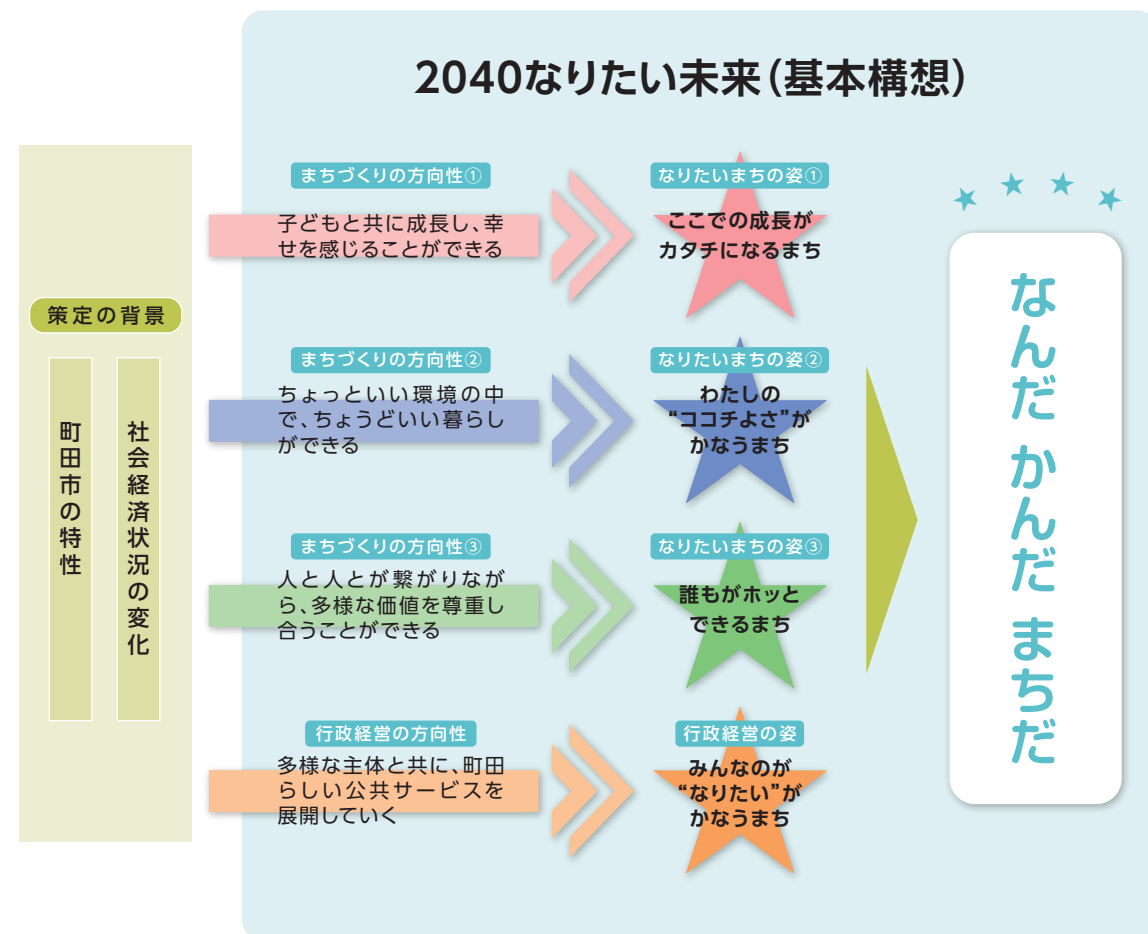 2040なりたい未来(基本構想)
策定の背景
町田市の特性
社会経済状況の変化
まちづくりの方向性①
子どもと共に成長し、幸
せを感じることができる
なりたいまちの姿①
ここでの成長が
カタチになるまち
まちづくりの方向性②
ちょっといい環境の中
で、ちょうどいい暮らし
ができる
なりたいまちの姿②
わたしの
“ココチよさ”が
かなうまち
まちづくりの方向性③
人と人とが繋がりなが
ら、多様な価値を尊重し
合うことができる
なりたいまちの姿③
誰もがホッと
できるまち
行政経営の方向性
多様な主体と共に、町田
らしい公共サービスを
展開していく
行政経営の姿
みんなのが
“なりたい”が
かなうまち
なんだ かんだ まちだ